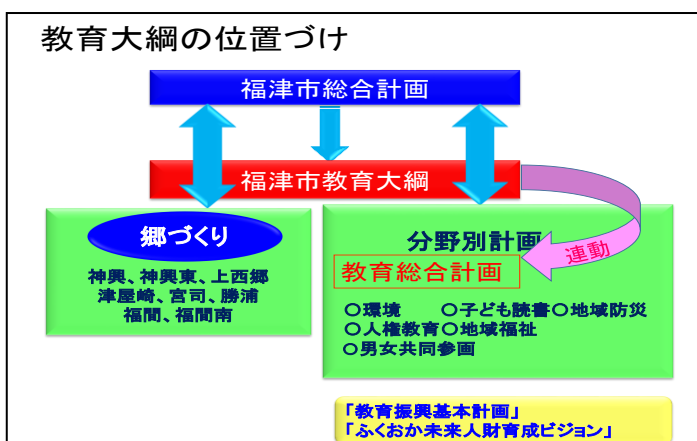 教育大綱の位置づけ
福津市総合計画
福津市教育大綱
郷づくり
神興、神興東、上西郷
津屋崎、宮司、勝浦
福間、福間南
分野別計画
連動
教育総合計画
○環境　○子ども読書○地域防災
○人権教育○地域福祉
○男女共同参画
「教育振興基本計画」
「ふくおか未来人財育成ビジョン」